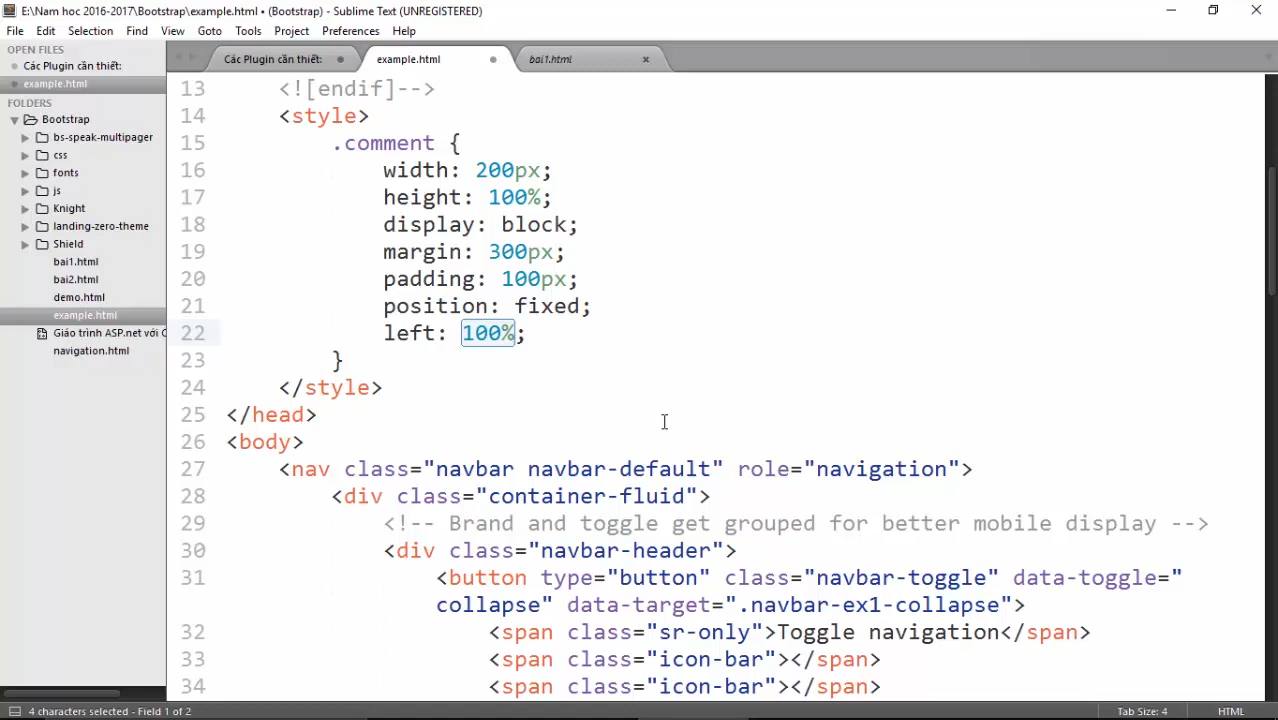 E:\Nam hoc 2016-2017\Bootstrap\example.html • (Bootstrap) - Sublime Text (UNREGISTERED)
File Edit Selection Find View Goto Tools Project Preferences Help
OPEN FILES
Các Plugin cần thiết:
example.html
FOLDERS
Bootstrap
bs-speak-multipager
css
fonts
js
Knight
landing-zero-theme
Shield
bai1.html
bai2.html
demo.html
example.html
Giáo trình ASP.net với C
navigation.html
Các Plugin cần thiết: example.html bai1.html
13 <![endif]-->
14 <style>
15 .comment {
16 width: 200px;
17 height: 100%;
18 display: block;
19 margin: 300px;
20 padding: 100px;
21 position: fixed;
22 left: 100%;
23 }
24 </style>
25 </head>
26 <body>
27 <nav class="navbar navbar-default" role="navigation">
28 <div class="container-fluid">
29 <!-- Brand and toggle get grouped for better mobile display -->
30 <div class="navbar-header">
31 <button type="button" class="navbar-toggle" data-toggle="
collapse" data-target=".navbar-ex1-collapse">
32 <span class="sr-only">Toggle navigation</span>
33 <span class="icon-bar"></span>
34 <span class="icon-bar"></span>
4 characters selected - Field 1 of 2 Tab Size: 4 HTML